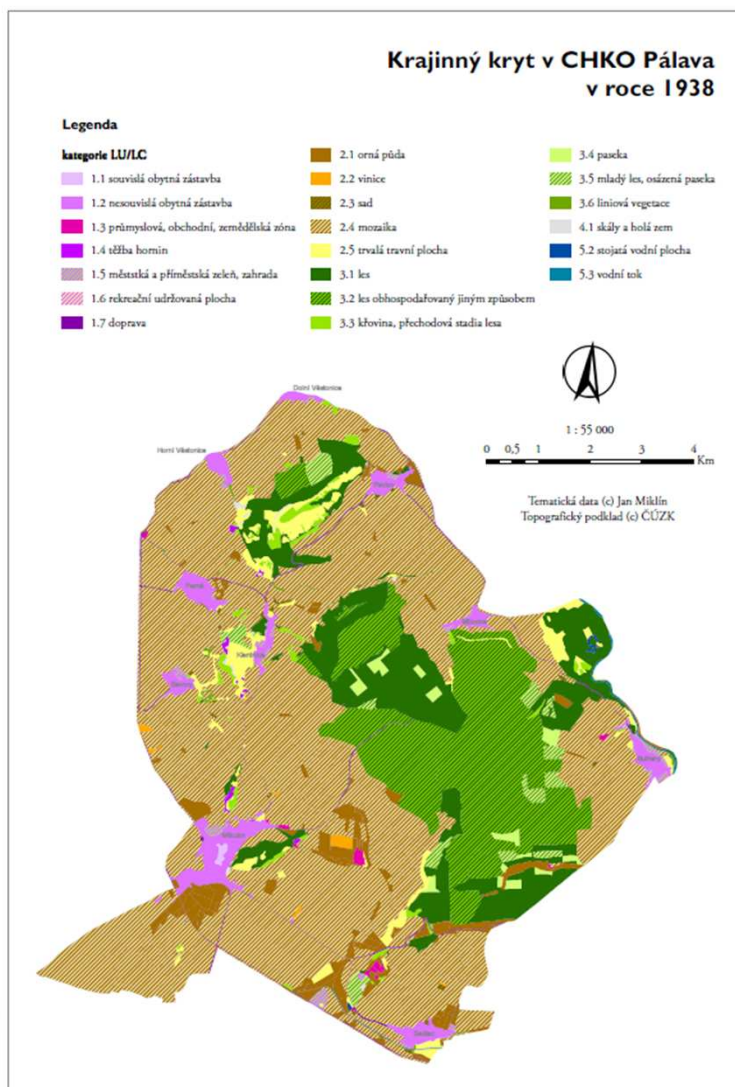 Krajinný kryt v CHKO Pálava
v roce 1938
Legenda
kategorie LU/LC
1.1 souvislá obytná zástavba
1.2 nesouvislá obytná zástavba
1.3 průmyslová, obchodní, zemědělská zóna
1.4 těžba hornin
1.5 měststká a příměstská zeleň, zahrada
1.6 rekreační udržovaná plocha
1.7 doprava
2.1 orná půda
2.2 vinice
2.3 sad
2.4 mozaika
2.5 trvalá travní plocha
3.1 les
3.2 les obhospodařovaný jiným způsobem
3.3 křovina, přechodová stadia lesa
3.4 paseka
3.5 mladý les, osázená paseka
3.6 liniová vegetace
4.1 skály a holá zem
5.2 stojatá vodní plocha
5.3 vodní tok
1 : 55 000
0 0,5 1 2 3 4
Km
Tematická data (c) Jan Miklín
Topografický podklad (c) ČÚZK
Dolní Věstonice
Horní Věstonice